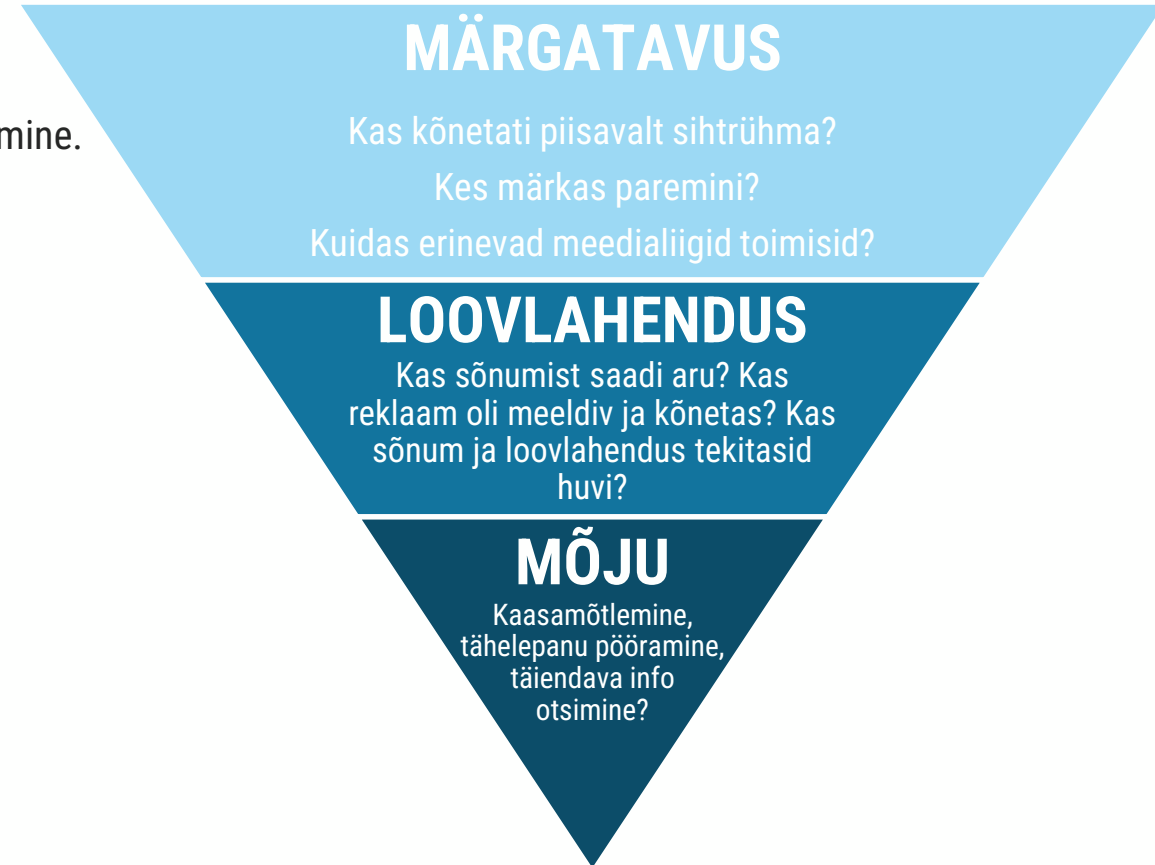 MÄRGATAVUS
mine.
Kas kõnetati piisavalt sihtrühma?
Kes märkas paremini?
Kuidas erinevad meedialiigid toimisid?
LOOVLAHENDUS
Kas sõnumist saadi aru? Kas
reklaam oli meeldiv ja kõnetas? Kas
sõnum ja loovlahendus tekitasid
huvi?
MÕJU
Kaasamõtlemine,
tähelepanu pööramine,
täiendava info
otsimine?